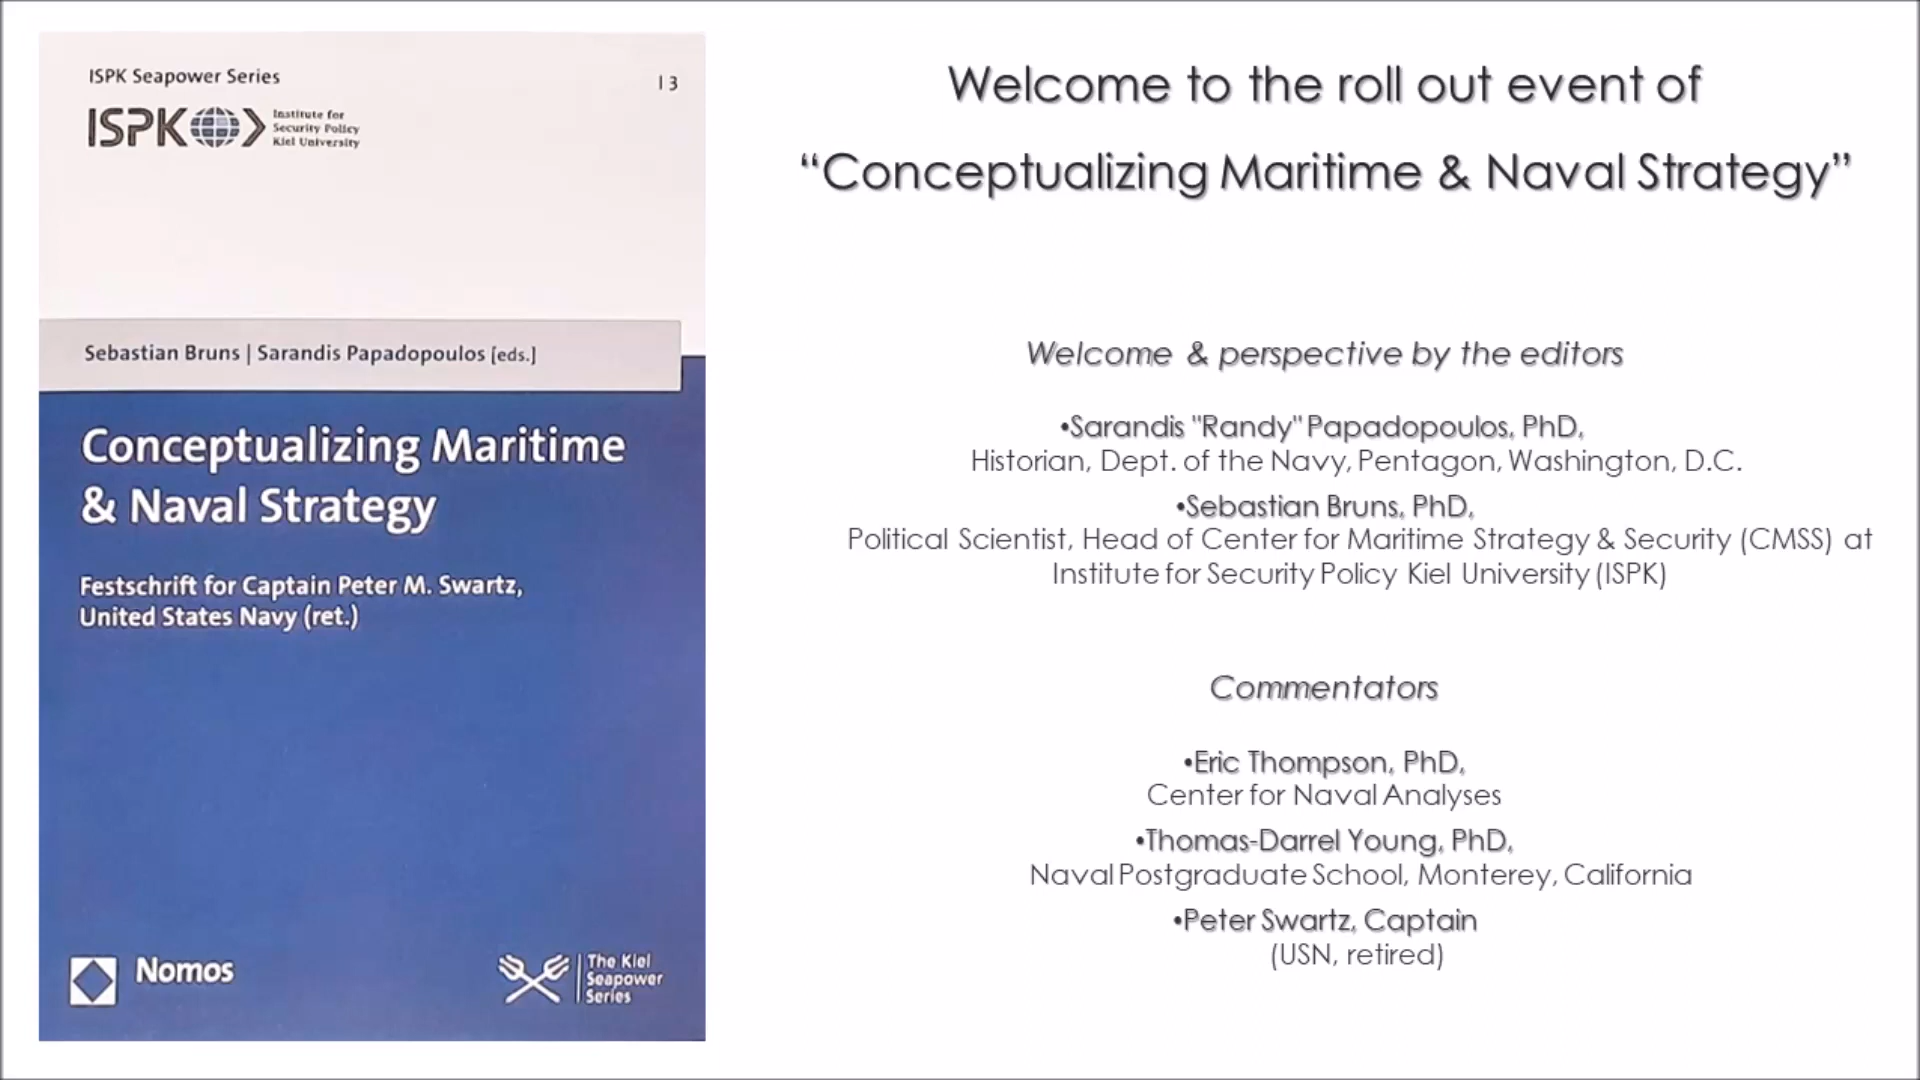 ISPK Seapower Series
| 3
ISPK
Institute for
Security Policy
Kiel University
Sebastian Bruns | Sarandis Papadopoulos [eds.]
Conceptualizing Maritime
& Naval Strategy
Festschrift for Captain Peter M. Swartz,
United States Navy (ret.)
Nomos
The Kiel
Seapower
Series
Welcome to the roll out event of
“Conceptualizing Maritime & Naval Strategy”
Welcome & perspective by the editors
•Sarandis "Randy" Papadopoulos, PhD,
Historian, Dept. of the Navy, Pentagon, Washington, D.C.
•Sebastian Bruns, PhD,
Political Scientist, Head of Center for Maritime Strategy & Security (CMSS) at
Institute for Security Policy Kiel University (ISPK)
Commentators
•Eric Thompson, PhD,
Center for Naval Analyses
•Thomas-Darrel Young, PhD,
Naval Postgraduate School, Monterey, California
•Peter Swartz, Captain
(USN, retired)